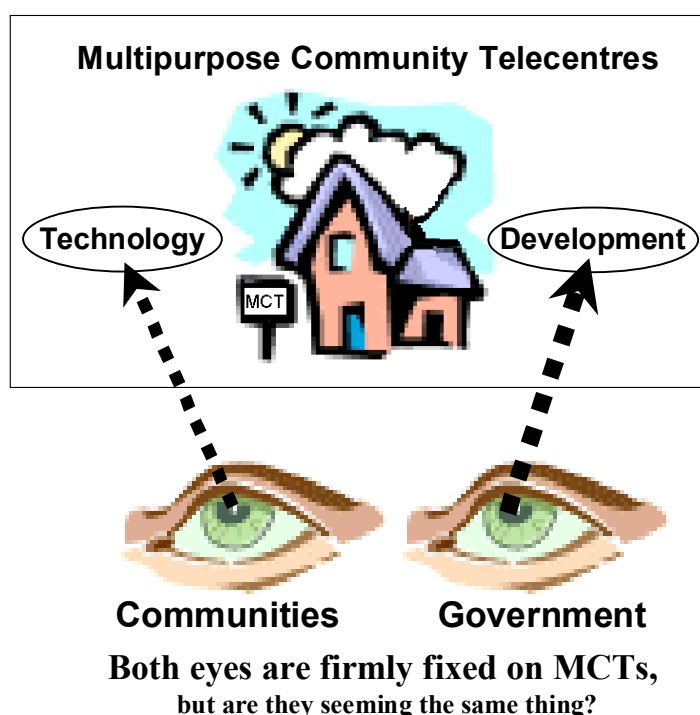 Multipurpose Community Telecentres
Technology
Development
MCT
Communities
Government
Both eyes are firmly fixed on MCTs,
but are they seeming the same thing?